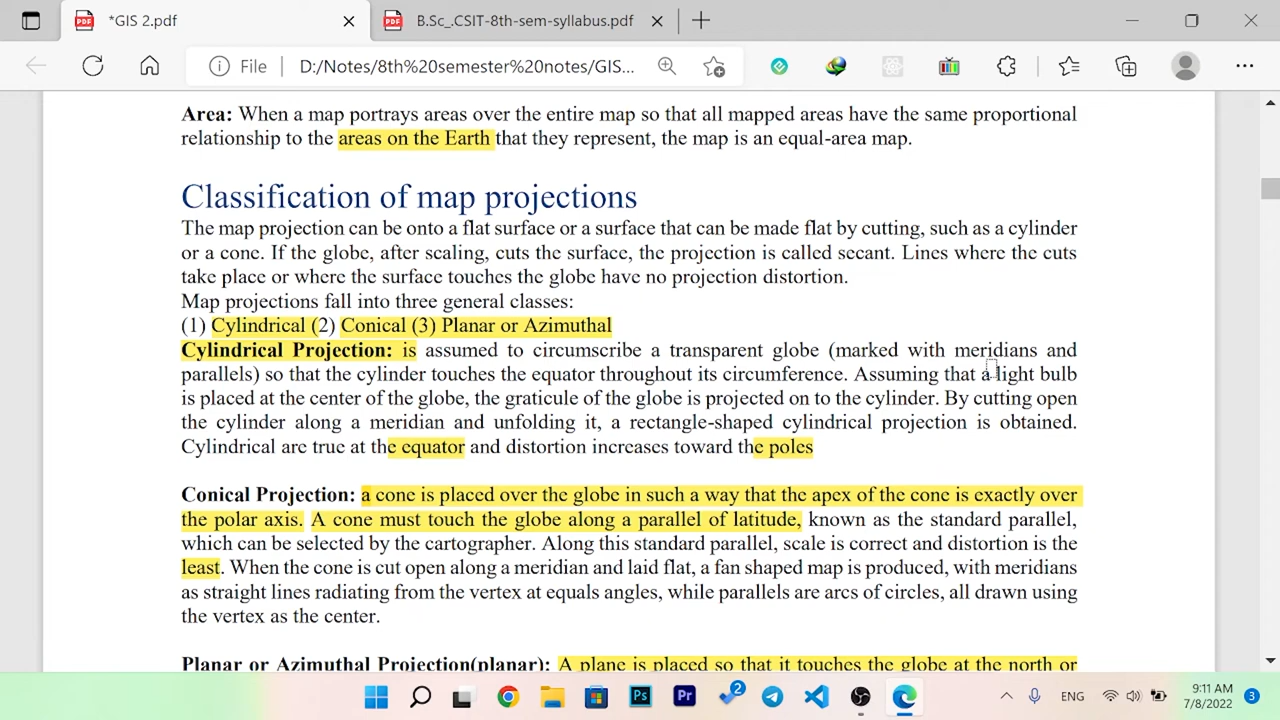 *GIS 2.pdf
B.Sc_.CSIT-8th-sem-syllabus.pdf
File
D:/Notes/8th%20semester%20notes/GIS...
Area: When a map portrays areas over the entire map so that all mapped areas have the same proportional
relationship to the areas on the Earth that they represent, the map is an equal-area map.
Classification of map projections
The map projection can be onto a flat surface or a surface that can be made flat by cutting, such as a cylinder
or a cone. If the globe, after scaling, cuts the surface, the projection is called secant. Lines where the cuts
take place or where the surface touches the globe have no projection distortion.
Map projections fall into three general classes:
(1) Cylindrical (2) Conical (3) Planar or Azimuthal
Cylindrical Projection: is assumed to circumscribe a transparent globe (marked with meridians and
parallels) so that the cylinder touches the equator throughout its circumference. Assuming that a light bulb
is placed at the center of the globe, the graticule of the globe is projected on to the cylinder. By cutting open
the cylinder along a meridian and unfolding it, a rectangle-shaped cylindrical projection is obtained.
Cylindrical are true at the equator and distortion increases toward the poles
Conical Projection: a cone is placed over the globe in such a way that the apex of the cone is exactly over
the polar axis. A cone must touch the globe along a parallel of latitude, known as the standard parallel,
which can be selected by the cartographer. Along this standard parallel, scale is correct and distortion is the
least. When the cone is cut open along a meridian and laid flat, a fan shaped map is produced, with meridians
as straight lines radiating from the vertex at equals angles, while parallels are arcs of circles, all drawn using
the vertex as the center.
Planar or Azimuthal Projection(planar): A plane is placed so that it touches the globe at the north or
Ps
Pr
2
ENG
9:11 AM
7/8/2022
3